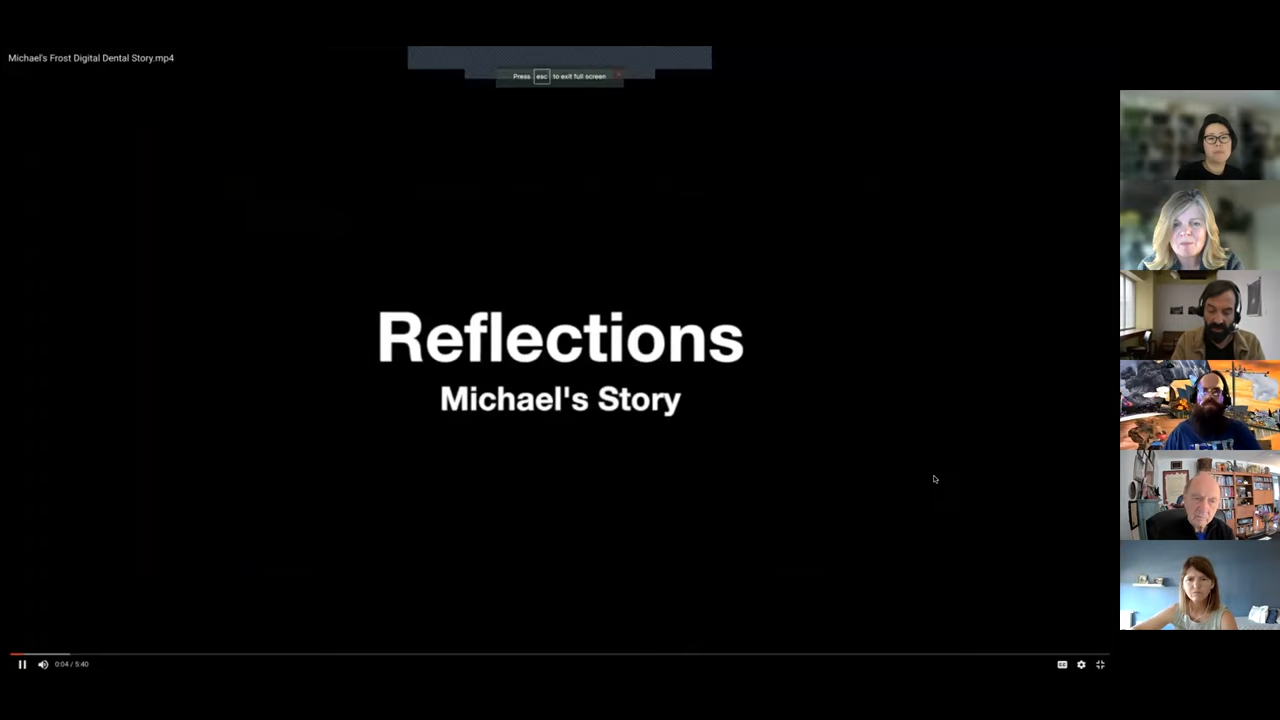 Michael's Frost Digital Dental Story.mp4
Press esc to exit full screen
Reflections
Michael's Story
0:04 / 5:40
CC